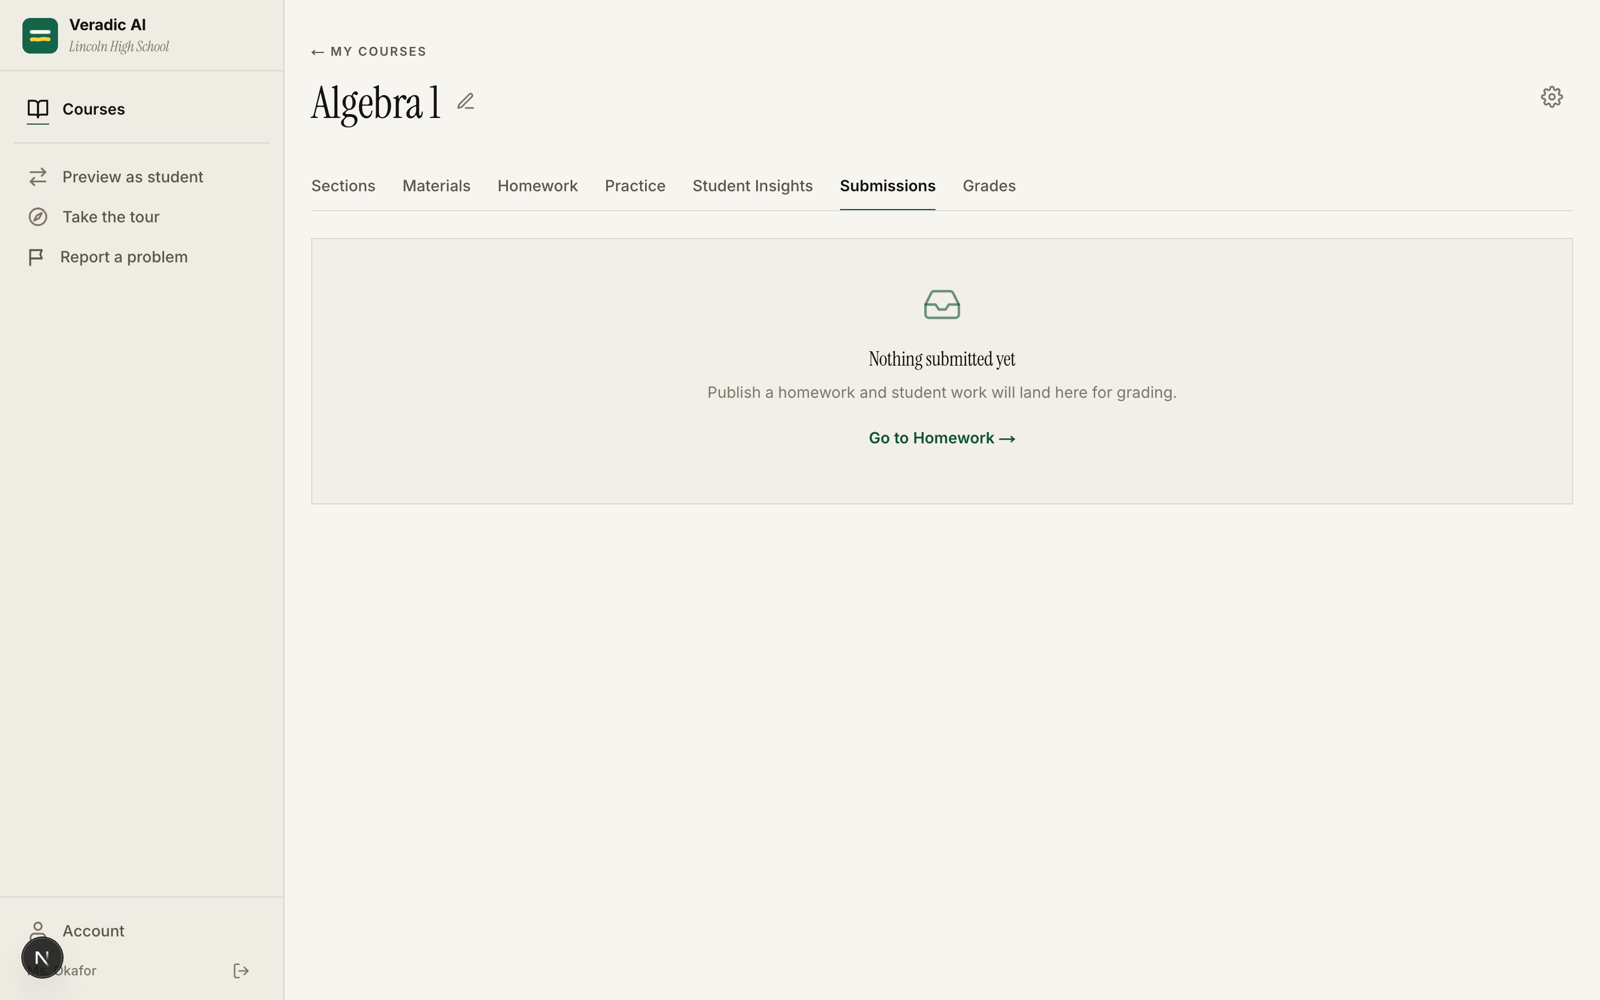 Veradic AI
Lincoln High School
Courses
Preview as student
Take the tour
Report a problem
Account
N
Okafor
← MY COURSES
Algebra 1
Sections Materials Homework Practice Student Insights Submissions Grades
Nothing submitted yet
Publish a homework and student work will land here for grading.
Go to Homework →